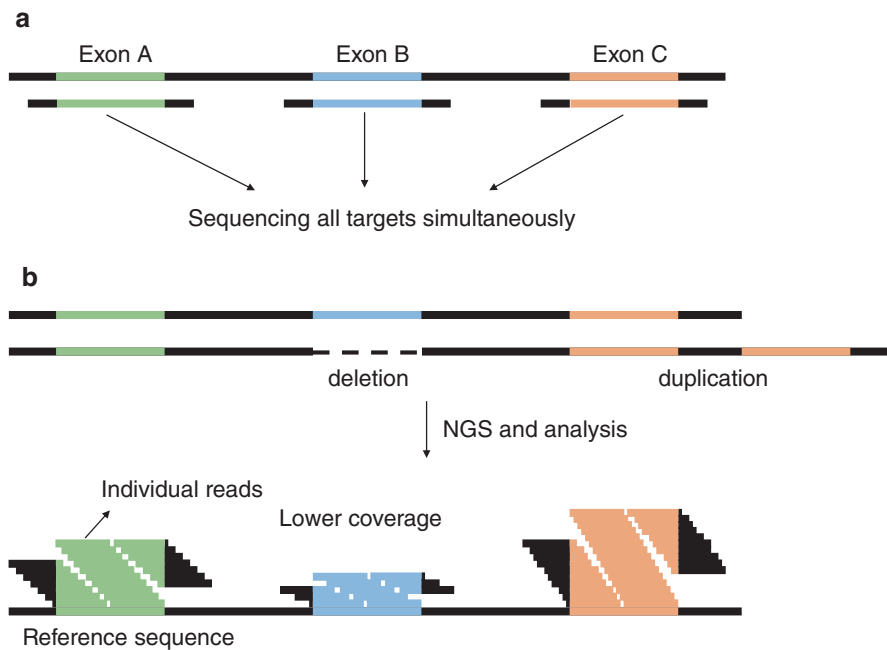 a
Exon A
Exon B
Exon C
Sequencing all targets simultaneously
b
deletion
duplication
NGS and analysis
Individual reads
Lower coverage
Reference sequence